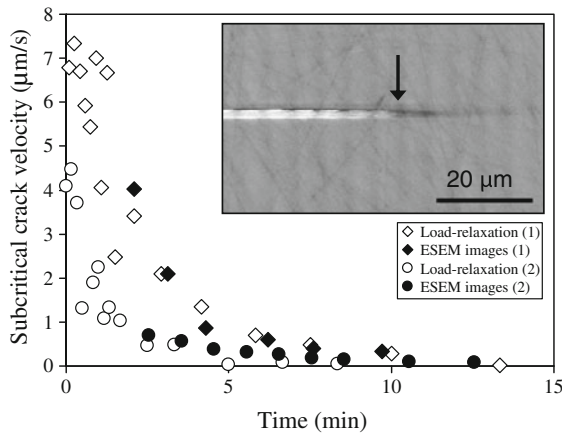 8
7
6
5
4
3
2
1
0
Subcritical crack velocity (μm/s)
20 μm
Load-relaxation (1)
ESEM images (1)
Load-relaxation (2)
ESEM images (2)
0 5 10 15
Time (min)